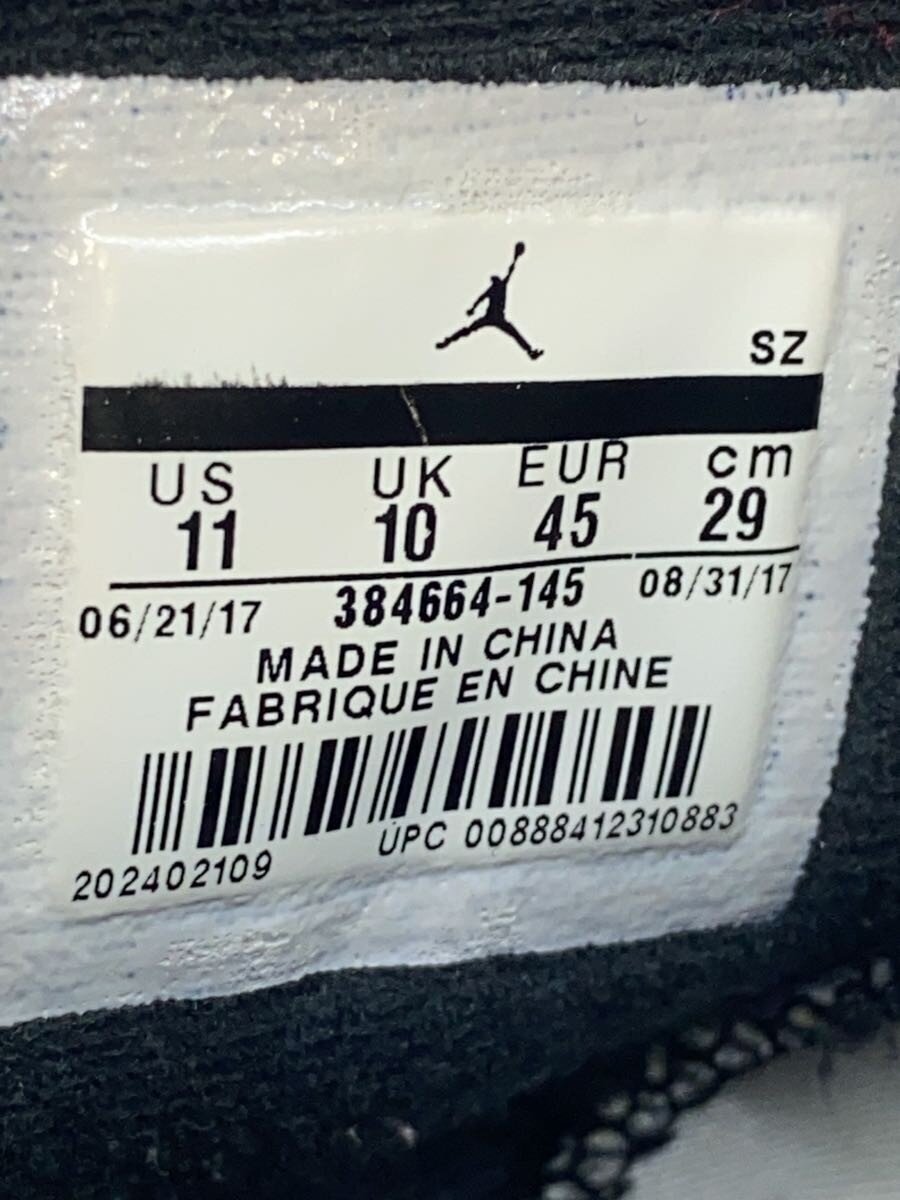 SZ
US UK EUR cm
11 10 45 29
06/21/17 384664-145 08/31/17
MADE IN CHINA
FABRIQUE EN CHINE
202402109 UPC 00888412310883